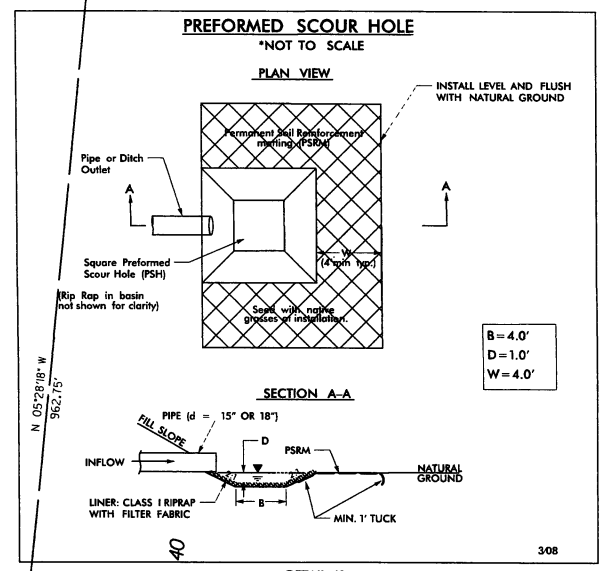 PREFORMED SCOUR HOLE
*NOT TO SCALE
PLAN VIEW
INSTALL LEVEL AND FLUSH
WITH NATURAL GROUND
Permanent Soil Reinforcement
matting (PSRM)
Pipe or Ditch
Outlet
A
A
W
(4' min typ.)
Square Preformed
Scour Hole (PSH)
(Rip Rap in basin
not shown for clarity)
Seed with native
grasses at installation.
B = 4.0'
D = 1.0'
W = 4.0'
N 05°28'18" W
962.75'
SECTION A-A
PIPE (d = 15" OR 18")
FILL SLOPE
D
PSRM
INFLOW
NATURAL
GROUND
2:1
2:1
LINER: CLASS I RIPRAP
WITH FILTER FABRIC
B
MIN. 1' TUCK
40
3/08